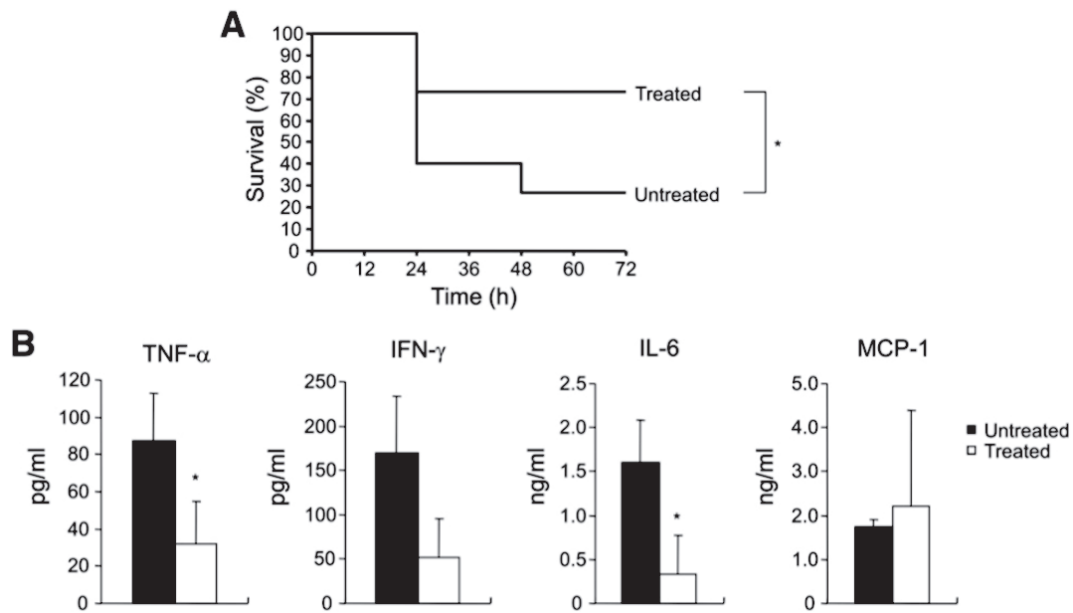 A
Survival (%)
100
90
80
70
60
50
40
30
20
10
0
Treated
*
Untreated
0 12 24 36 48 60 72
Time (h)
B
TNF-α
pg/ml
120
100
80
60
40
20
0
*
IFN-γ
pg/ml
250
200
150
100
50
0
IL-6
ng/ml
2.5
2.0
1.5
1.0
0.5
0
*
MCP-1
ng/ml
5.0
4.0
3.0
2.0
1.0
0
Untreated
Treated